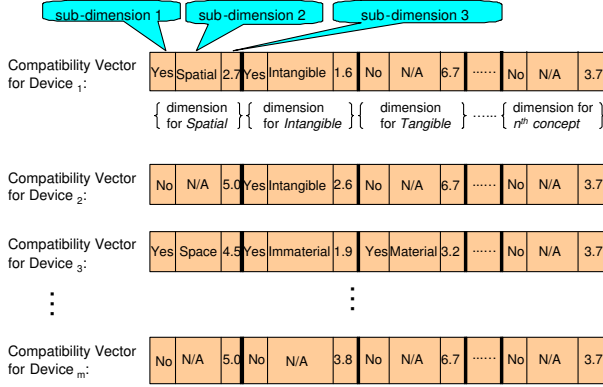 sub-dimension 1 sub-dimension 2 sub-dimension 3
Compatibility Vector
for Device 1:
Yes Spatial 2.7 Yes Intangible 1.6 No N/A 6.7 ...... No N/A 3.7
{ dimension for Spatial } { dimension for Intangible } { dimension for Tangible } ...... { dimension for nth concept }
Compatibility Vector
for Device 2:
No N/A 5.0 Yes Intangible 2.6 No N/A 6.7 ...... No N/A 3.7
Compatibility Vector
for Device 3:
Yes Space 4.5 Yes Immaterial 1.9 Yes Material 3.2 ...... No N/A 3.7
Compatibility Vector
for Device m:
No N/A 5.0 No N/A 3.8 No N/A 6.7 ...... No N/A 3.7